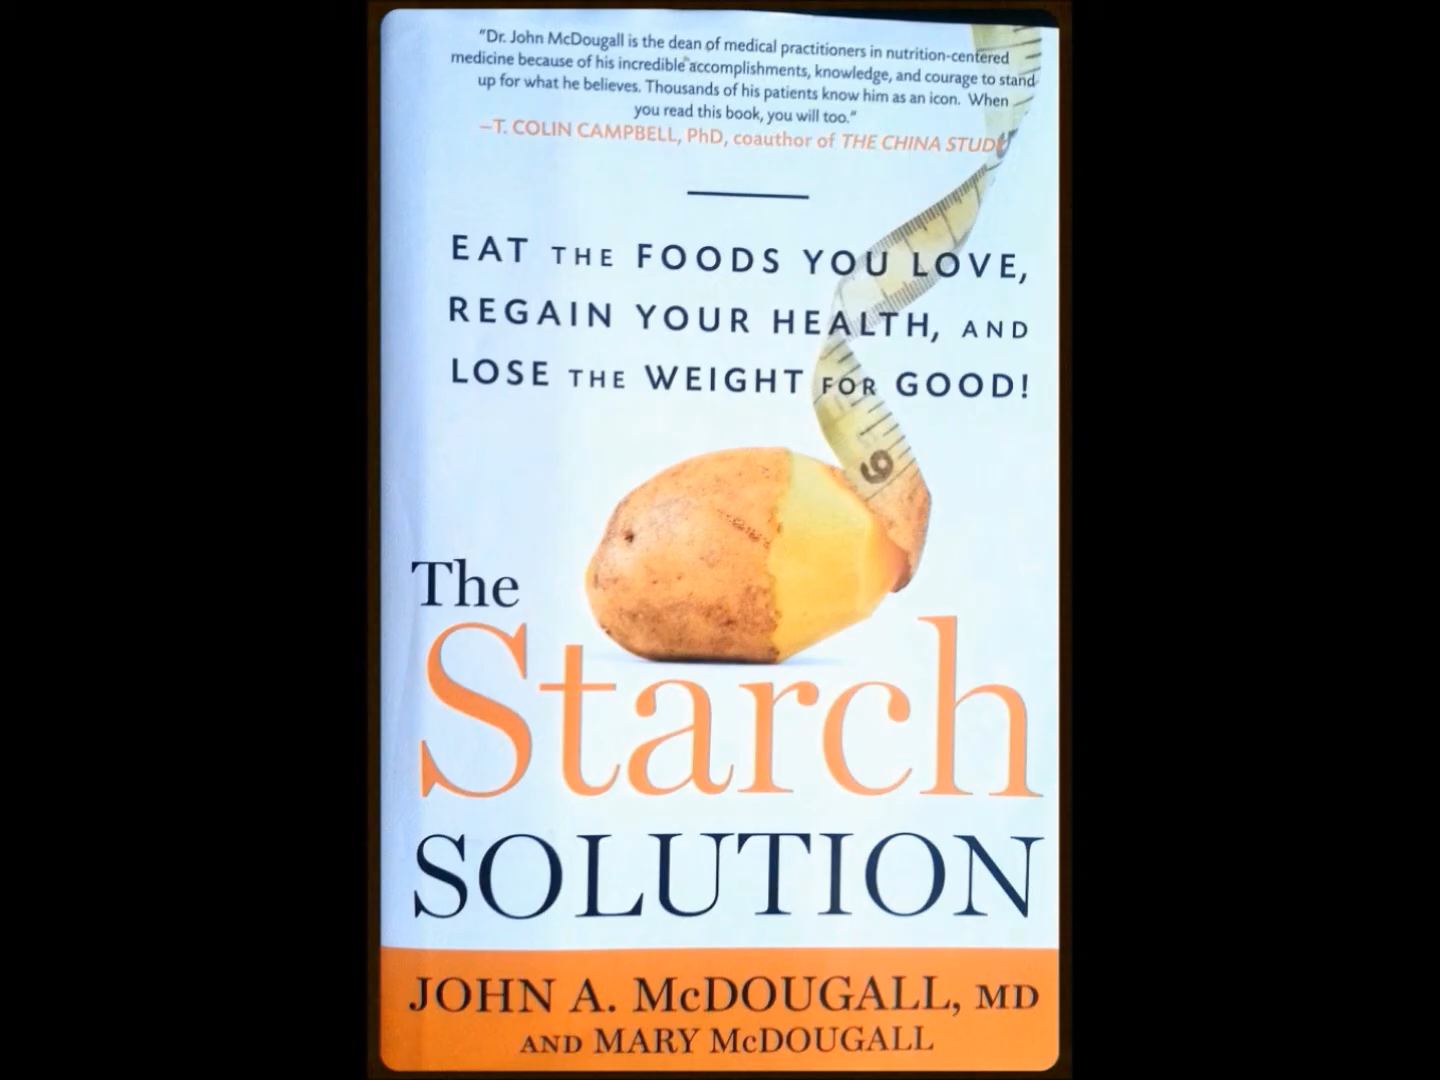 "Dr. John McDougall is the dean of medical practitioners in nutrition-centered
medicine because of his incredible accomplishments, knowledge, and courage to stand
up for what he believes. Thousands of his patients know him as an icon. When
you read this book, you will too."
—T. COLIN CAMPBELL, PhD, coauthor of THE CHINA STUDY
EAT THE FOODS YOU LOVE,
REGAIN YOUR HEALTH, AND
LOSE THE WEIGHT FOR GOOD!
9
The
Starch
SOLUTION
JOHN A. McDOUGALL, MD
AND MARY McDOUGALL